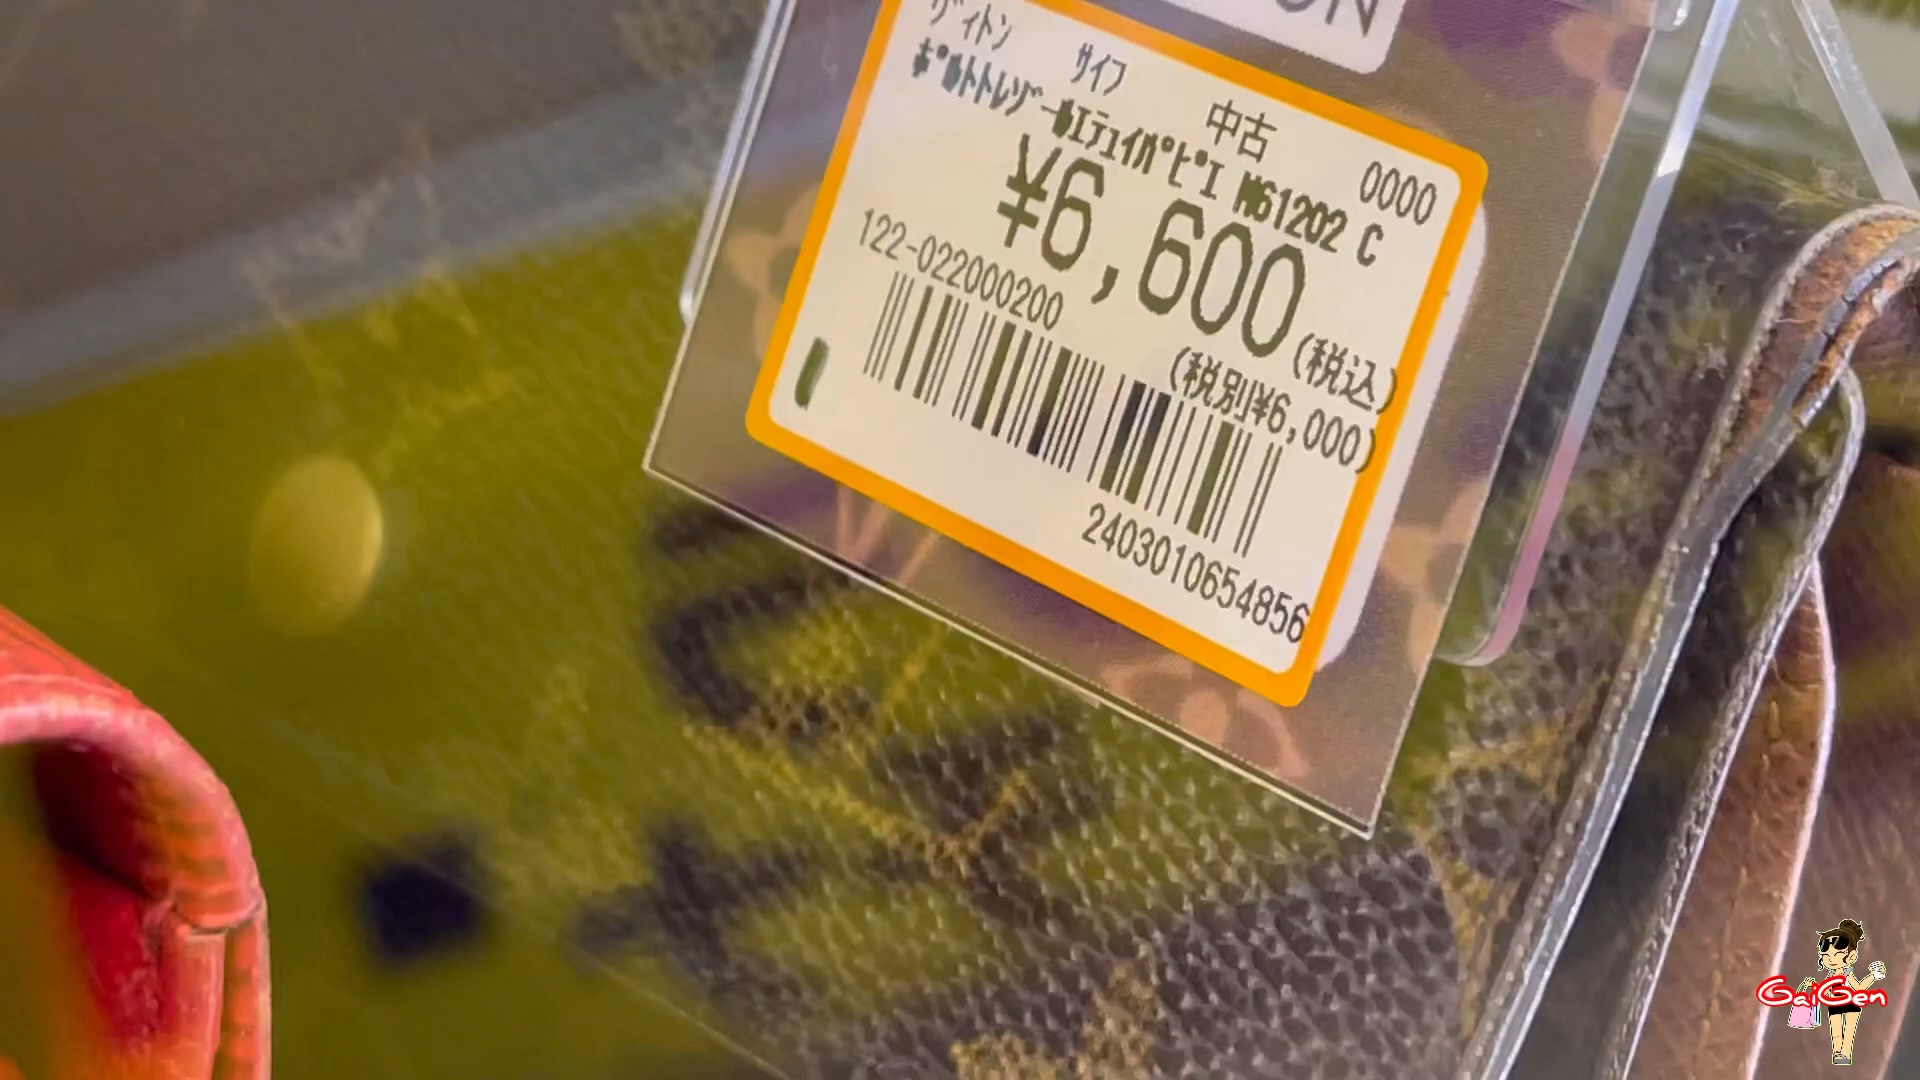 ON
ヴィトン サイフ 中古 0000
ポルトトレゾールエテュイパピエ M61202 C
¥6,600 (税込)
122-022000200
(税別¥6,000)
2403010654856
GaiGen